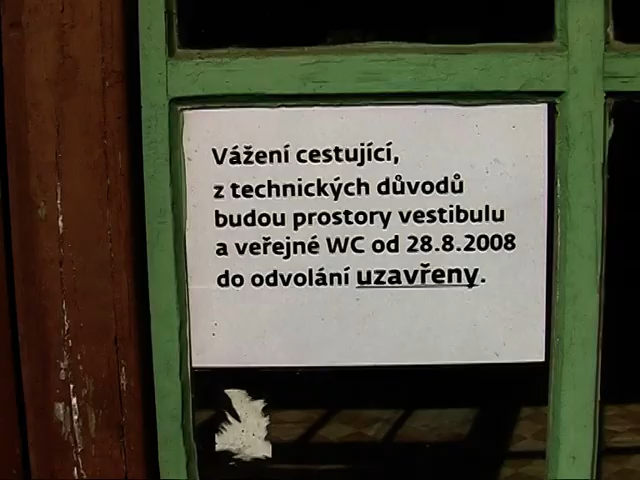 Vážení cestující,
z technických důvodů
budou prostory vestibulu
a veřejné WC od 28.8.2008
do odvolání uzavřeny.